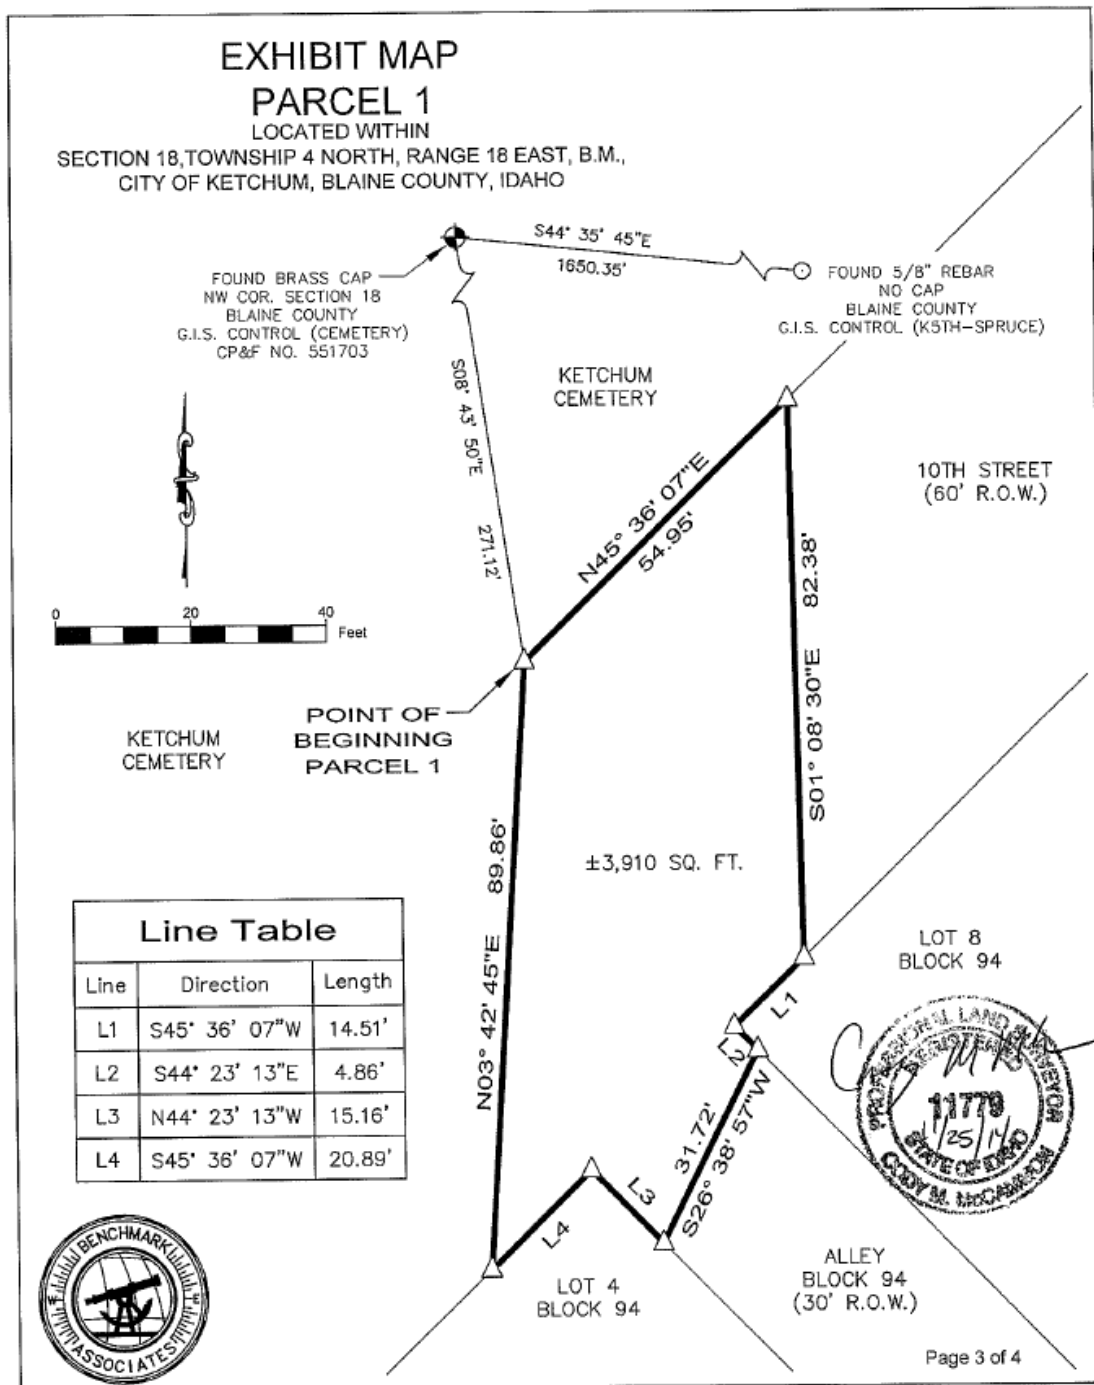 EXHIBIT MAP
PARCEL 1
LOCATED WITHIN
SECTION 18,TOWNSHIP 4 NORTH, RANGE 18 EAST, B.M.,
CITY OF KETCHUM, BLAINE COUNTY, IDAHO
S44° 35' 45"E
1650.35'
FOUND BRASS CAP
NW COR. SECTION 18
BLAINE COUNTY
G.I.S. CONTROL (CEMETERY)
CP&F NO. 551703
FOUND 5/8" REBAR
NO CAP
BLAINE COUNTY
G.I.S. CONTROL (K5TH-SPRUCE)
S08° 43' 50"E
271.12'
KETCHUM
CEMETERY
N45° 36' 07"E
54.95'
10TH STREET
(60' R.O.W.)
82.38'
S01° 08' 30"E
0 20 40
Feet
POINT OF
BEGINNING
PARCEL 1
KETCHUM
CEMETERY
89.86'
N03° 42' 45"E
±3,910 SQ. FT.
Line Table
Line Direction Length
L1 S45° 36' 07"W 14.51'
L2 S44° 23' 13"E 4.86'
L3 N44° 23' 13"W 15.16'
L4 S45° 36' 07"W 20.89'
LOT 8
BLOCK 94
L1
L2
31.72'
S26° 38' 57"W
L3
L4
PROFESSIONAL LAND SURVEYOR
REGISTERED
11779
STATE OF IDAHO
CODY M. McCAMMON
LOT 4
BLOCK 94
ALLEY
BLOCK 94
(30' R.O.W.)
BENCHMARK
W E
ASSOCIATES
Page 3 of 4